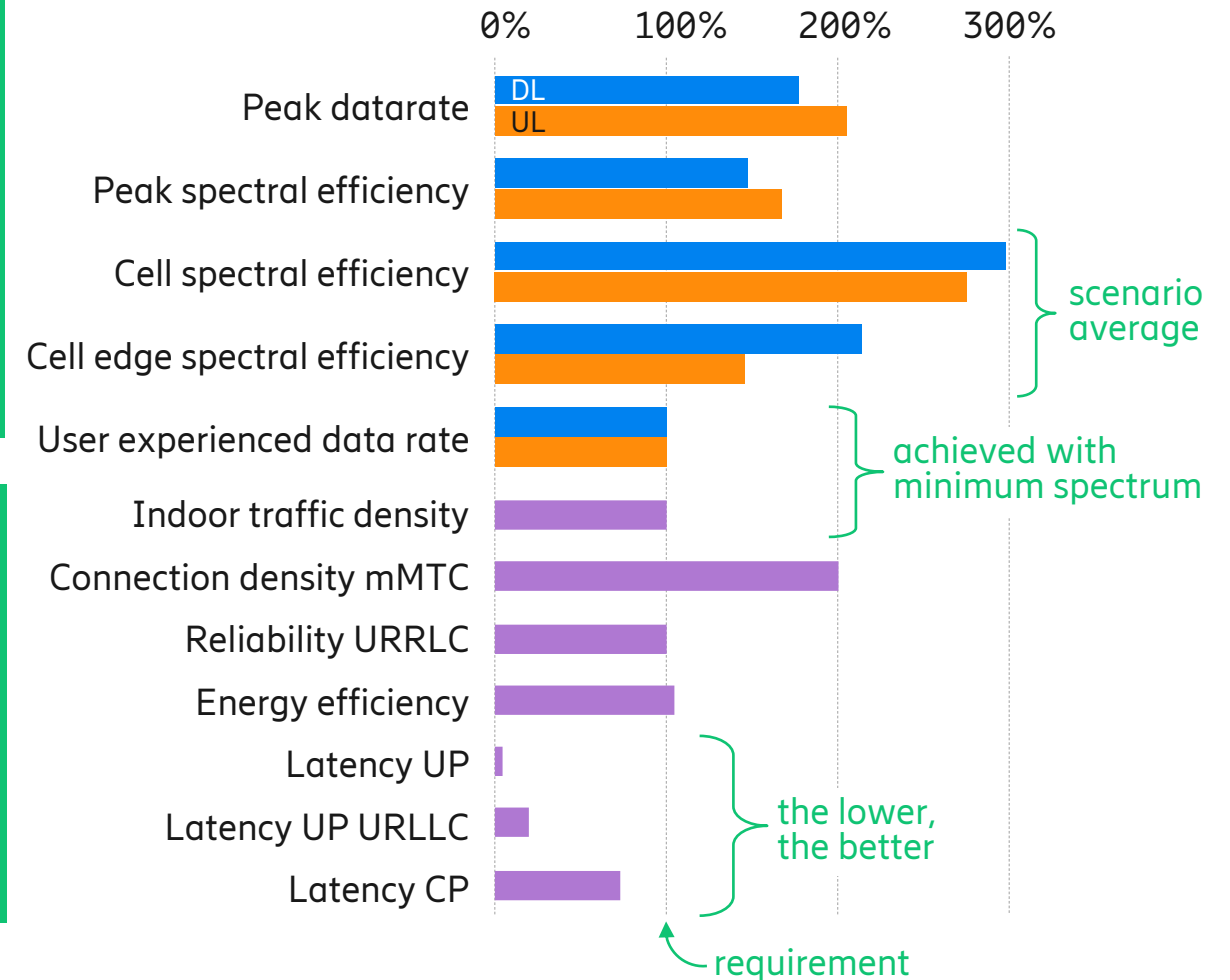 0% 100% 200% 300%
Peak datarate
DL
UL
Peak spectral efficiency
Cell spectral efficiency
scenario
average
Cell edge spectral efficiency
User experienced data rate
achieved with
minimum spectrum
Indoor traffic density
Connection density mMTC
Reliability URRLC
Energy efficiency
Latency UP
Latency UP URLLC
the lower,
the better
Latency CP
requirement